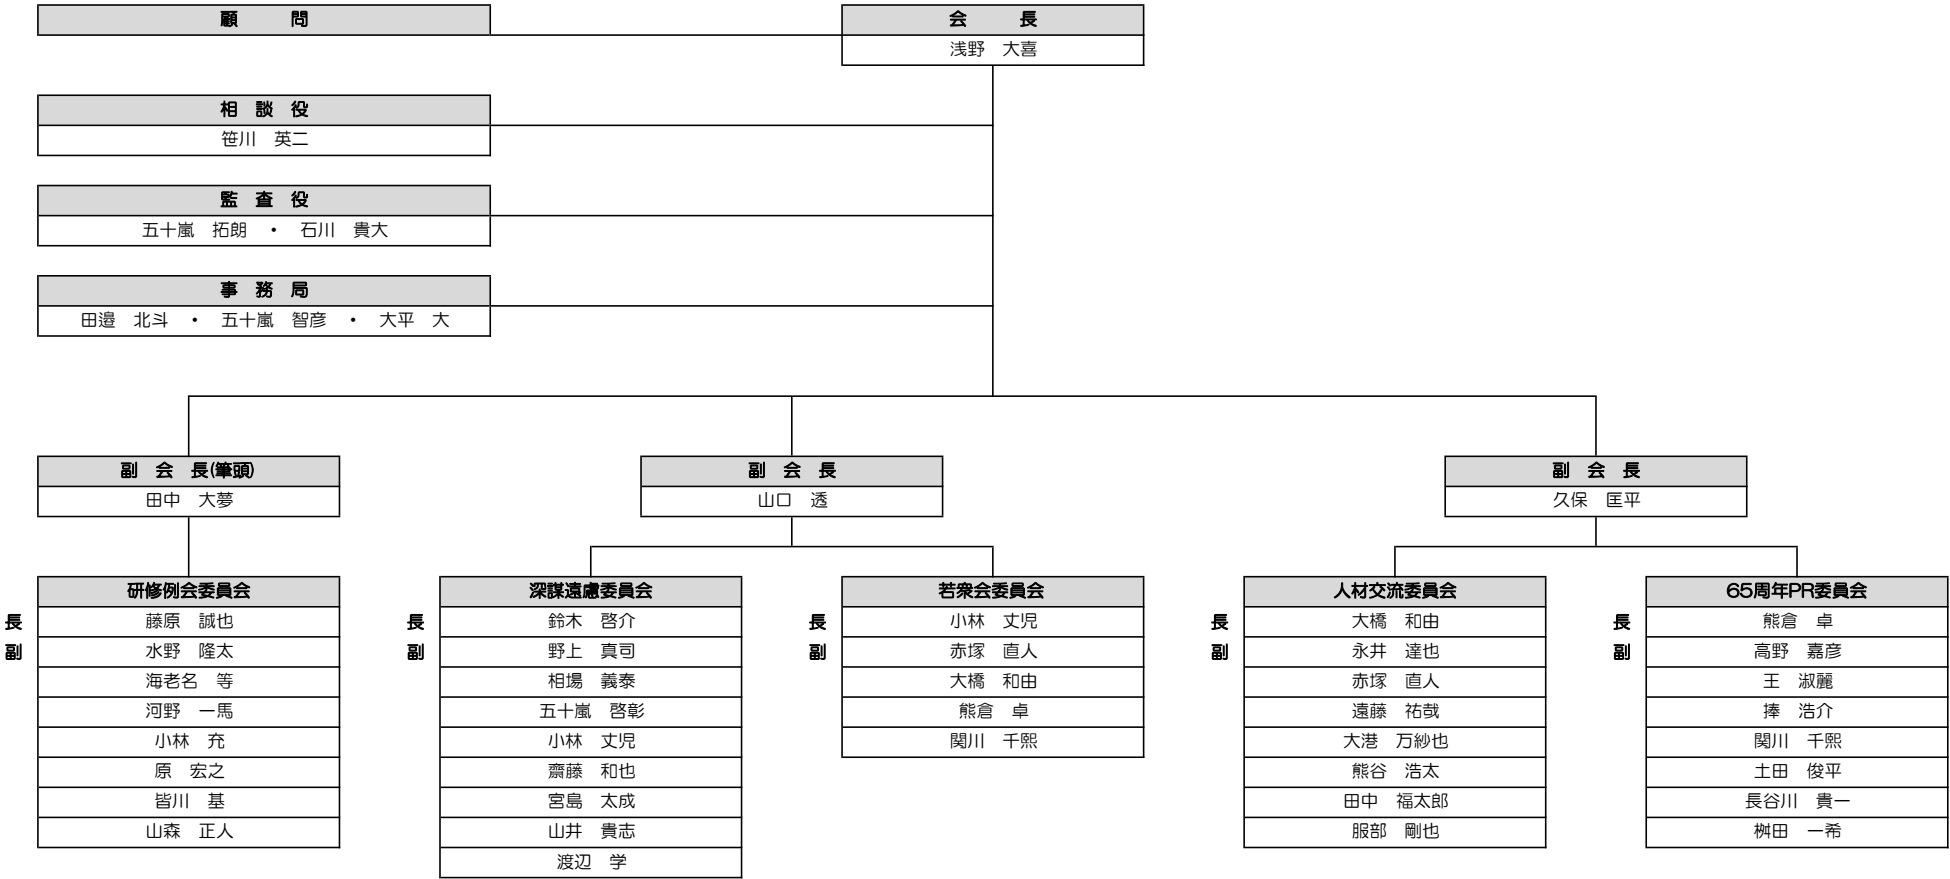 顧　問
会　長
浅野　大喜
相　談　役
笹川　英二
監　査　役
五十嵐　拓朗　・　石川　貴大
事　務　局
田邉　北斗　・　五十嵐　智彦　・　大平　大
副　会　長(筆頭)
田中　大夢
副　会　長
山口　透
副　会　長
久保　匡平
研修例会委員会
長　藤原　誠也
副　水野　隆太
海老名　等
河野　一馬
小林　充
原　宏之
皆川　基
山森　正人
深謀遠慮委員会
長　鈴木　啓介
副　野上　真司
相場　義泰
五十嵐　啓彰
小林　丈児
齋藤　和也
宮島　太成
山井　貴志
渡辺　学
若衆会委員会
長　小林　丈児
副　赤塚　直人
大橋　和由
熊倉　卓
関川　千熙
人材交流委員会
長　大橋　和由
副　永井　達也
赤塚　直人
遠藤　祐哉
大港　万紗也
熊谷　浩太
田中　福太郎
服部　剛也
65周年PR委員会
長　熊倉　卓
副　高野　嘉彦
王　淑麗
捧　浩介
関川　千熙
土田　俊平
長谷川　貴一
桝田　一希